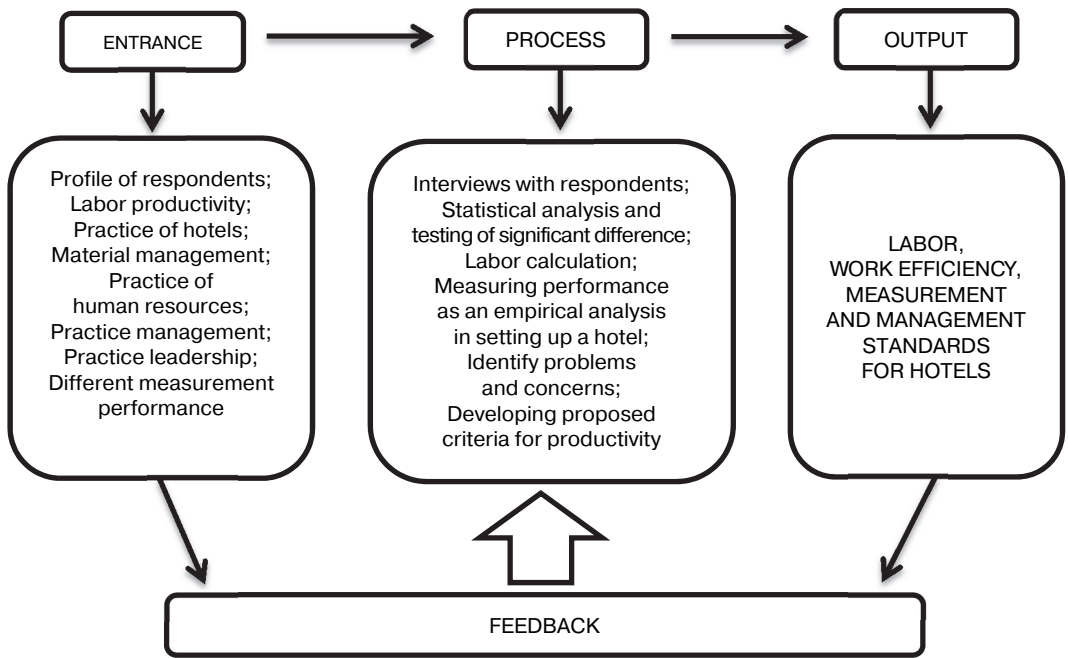 ENTRANCE
PROCESS
OUTPUT
Profile of respondents;
Labor productivity;
Practice of hotels;
Material management;
Practice of
human resources;
Practice management;
Practice leadership;
Different measurement
performance
Interviews with respondents;
Statistical analysis and
testing of significant difference;
Labor calculation;
Measuring performance
as an empirical analysis
in setting up a hotel;
Identify problems
and concerns;
Developing proposed
criteria for productivity
LABOR,
WORK EFFICIENCY,
MEASUREMENT
AND MANAGEMENT
STANDARDS
FOR HOTELS
FEEDBACK